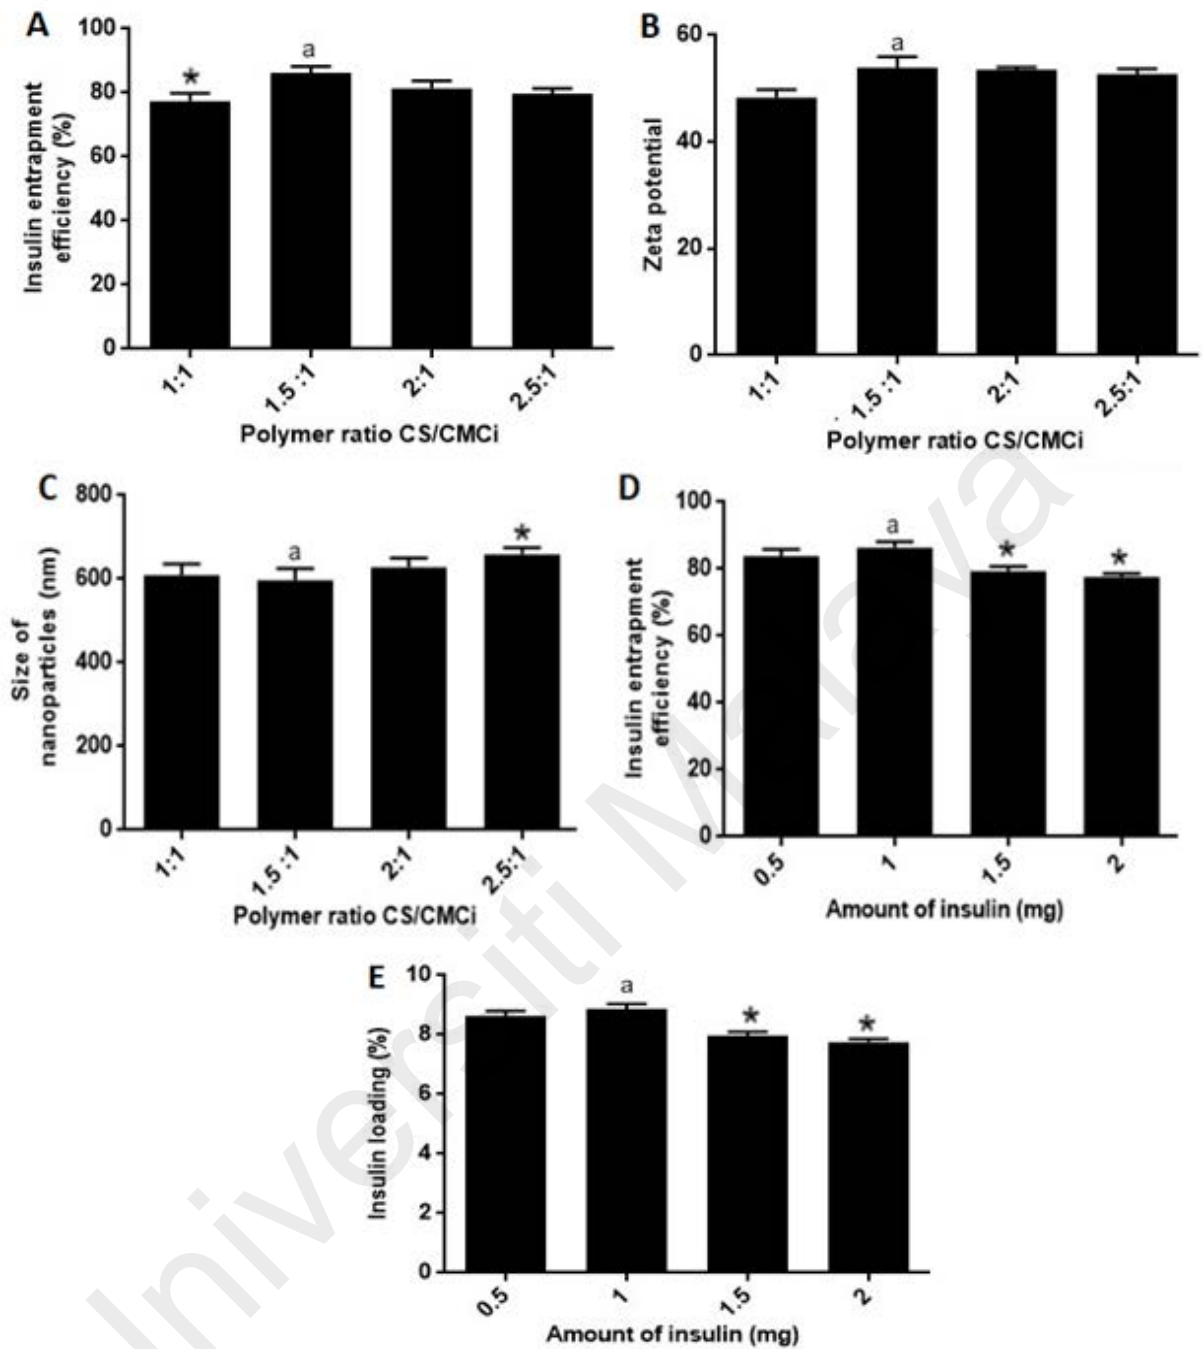 A
Insulin entrapment
efficiency (%)
100
80
60
40
20
0
*
a
1:1
1.5 :1
2:1
2.5:1
Polymer ratio CS/CMCi
B
Zeta potential
60
40
20
0
a
1:1
1.5 :1
2:1
2.5:1
Polymer ratio CS/CMCi
C
Size of
nanoparticles (nm)
800
600
400
200
0
a
*
1:1
1.5 :1
2:1
2.5:1
Polymer ratio CS/CMCi
D
Insulin entrapment
efficiency (%)
100
80
60
40
20
0
a
*
*
0.5
1
1.5
2
Amount of insulin (mg)
E
Insulin loading (%)
10
8
6
4
2
0
a
*
*
0.5
1
1.5
2
Amount of insulin (mg)
niversiti Malaya